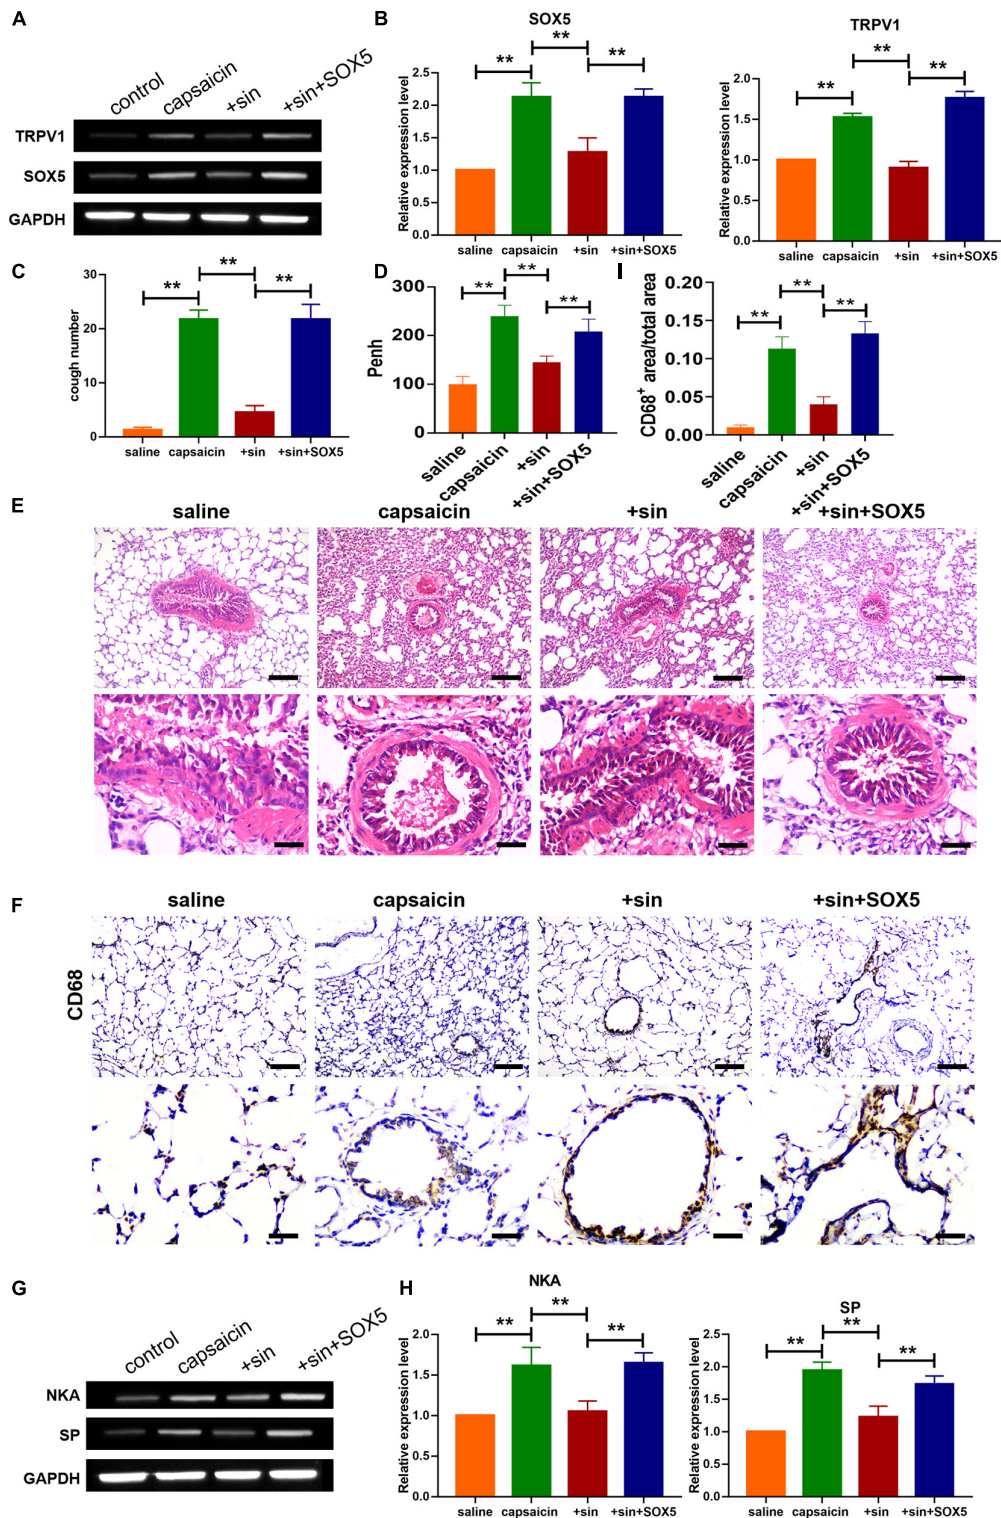 A
control capsaicin +sin +sin+SOX5
TRPV1
SOX5
GAPDH
B
SOX5
Relative expression level
2.5
2.0
1.5
1.0
0.5
0.0
** ** **
saline capsaicin +sin +sin+SOX5
TRPV1
Relative expression level
2.0
1.5
1.0
0.5
0.0
** ** **
saline capsaicin +sin +sin+SOX5
C
cough number
30
20
10
0
** ** **
saline capsaicin +sin +sin+SOX5
D
Penh
300
200
100
0
** ** **
saline capsaicin +sin +sin+SOX5
I
CD68+ area/total area
0.20
0.15
0.10
0.05
0.00
** ** **
saline capsaicin +sin +sin+SOX5
E
saline capsaicin +sin +sin+SOX5
F
saline capsaicin +sin +sin+SOX5
CD68
G
control capsaicin +sin +sin+SOX5
NKA
SP
GAPDH
H
NKA
Relative expression level
2.0
1.5
1.0
0.5
0.0
** ** **
saline capsaicin +sin +sin+SOX5
SP
Relative expression level
2.5
2.0
1.5
1.0
0.5
0.0
** ** **
saline capsaicin +sin +sin+SOX5